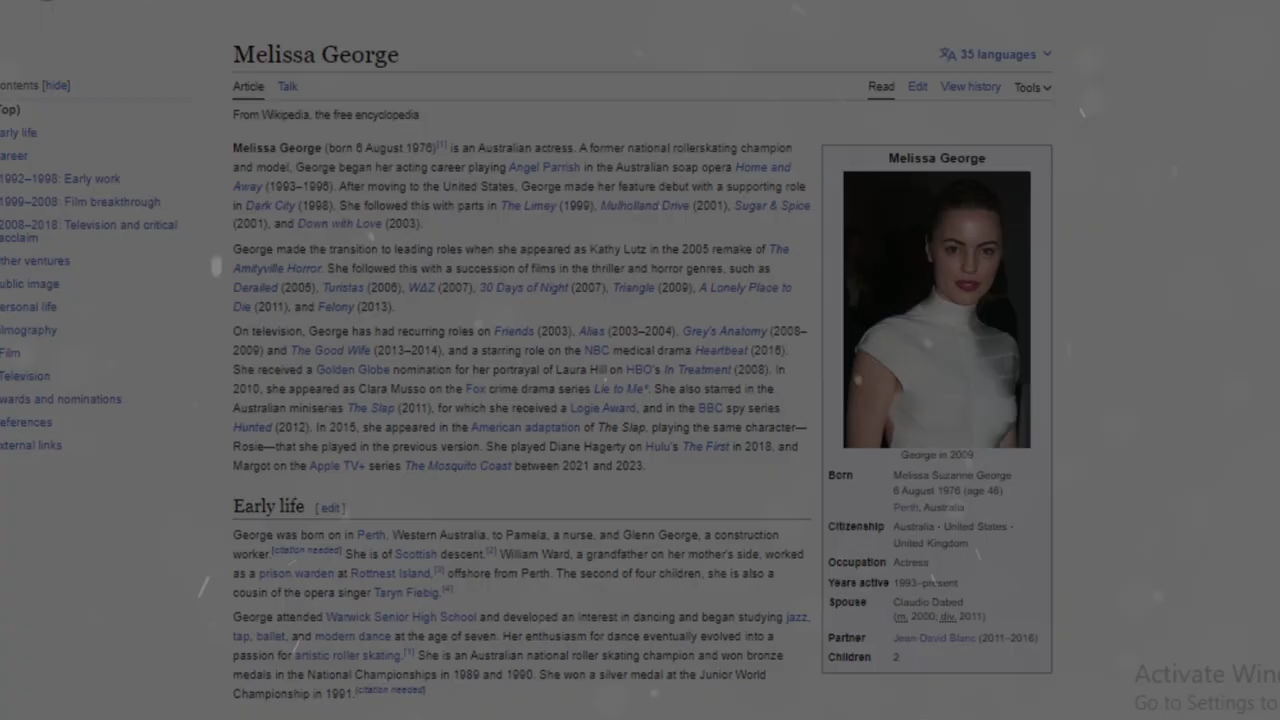 Melissa George
35 languages
Article Talk
Read Edit View history Tools
From Wikipedia, the free encyclopedia
ontents [hide]
Top)
arly life
areer
1992–1998: Early work
1999–2008: Film breakthrough
2008–2018: Television and critical
acclaim
ther ventures
ublic image
ersonal life
lmography
Film
Television
wards and nominations
eferences
xternal links
Melissa George (born 6 August 1976)[1] is an Australian actress. A former national rollerskating champion
and model, George began her acting career playing Angel Parrish in the Australian soap opera Home and
Away (1993–1996). After moving to the United States, George made her feature debut with a supporting role
in Dark City (1998). She followed this with parts in The Limey (1999), Mulholland Drive (2001), Sugar & Spice
(2001), and Down with Love (2003).
George made the transition to leading roles when she appeared as Kathy Lutz in the 2005 remake of The
Amityville Horror. She followed this with a succession of films in the thriller and horror genres, such as
Derailed (2005), Turistas (2006), WΔZ (2007), 30 Days of Night (2007), Triangle (2009), A Lonely Place to
Die (2011), and Felony (2013).
On television, George has had recurring roles on Friends (2003), Alias (2003–2004), Grey's Anatomy (2008–
2009) and The Good Wife (2013–2014), and a starring role on the NBC medical drama Heartbeat (2016).
She received a Golden Globe nomination for her portrayal of Laura Hill on HBO's In Treatment (2008). In
2010, she appeared as Clara Musso on the Fox crime drama series Lie to Me*. She also starred in the
Australian miniseries The Slap (2011), for which she received a Logie Award, and in the BBC spy series
Hunted (2012). In 2015, she appeared in the American adaptation of The Slap, playing the same character—
Rosie—that she played in the previous version. She played Diane Hagerty on Hulu's The First in 2018, and
Margot on the Apple TV+ series The Mosquito Coast between 2021 and 2023.
Early life [edit]
George was born on in Perth, Western Australia, to Pamela, a nurse, and Glenn George, a construction
worker.[citation needed] She is of Scottish descent.[2] William Ward, a grandfather on her mother's side, worked
as a prison warden at Rottnest Island,[3] offshore from Perth. The second of four children, she is also a
cousin of the opera singer Taryn Fiebig.[4]
George attended Warwick Senior High School and developed an interest in dancing and began studying jazz,
tap, ballet, and modern dance at the age of seven. Her enthusiasm for dance eventually evolved into a
passion for artistic roller skating.[1] She is an Australian national roller skating champion and won bronze
medals in the National Championships in 1989 and 1990. She won a silver medal at the Junior World
Championship in 1991.[citation needed]
Melissa George
George in 2009
Born Melissa Suzanne George
6 August 1976 (age 46)
Perth, Australia
Citizenship Australia · United States ·
United Kingdom
Occupation Actress
Years active 1993–present
Spouse Claudio Dabed
(m. 2000; div. 2011)
Partner Jean David Blanc (2011–2016)
Children 2
Activate Win
Go to Settings to